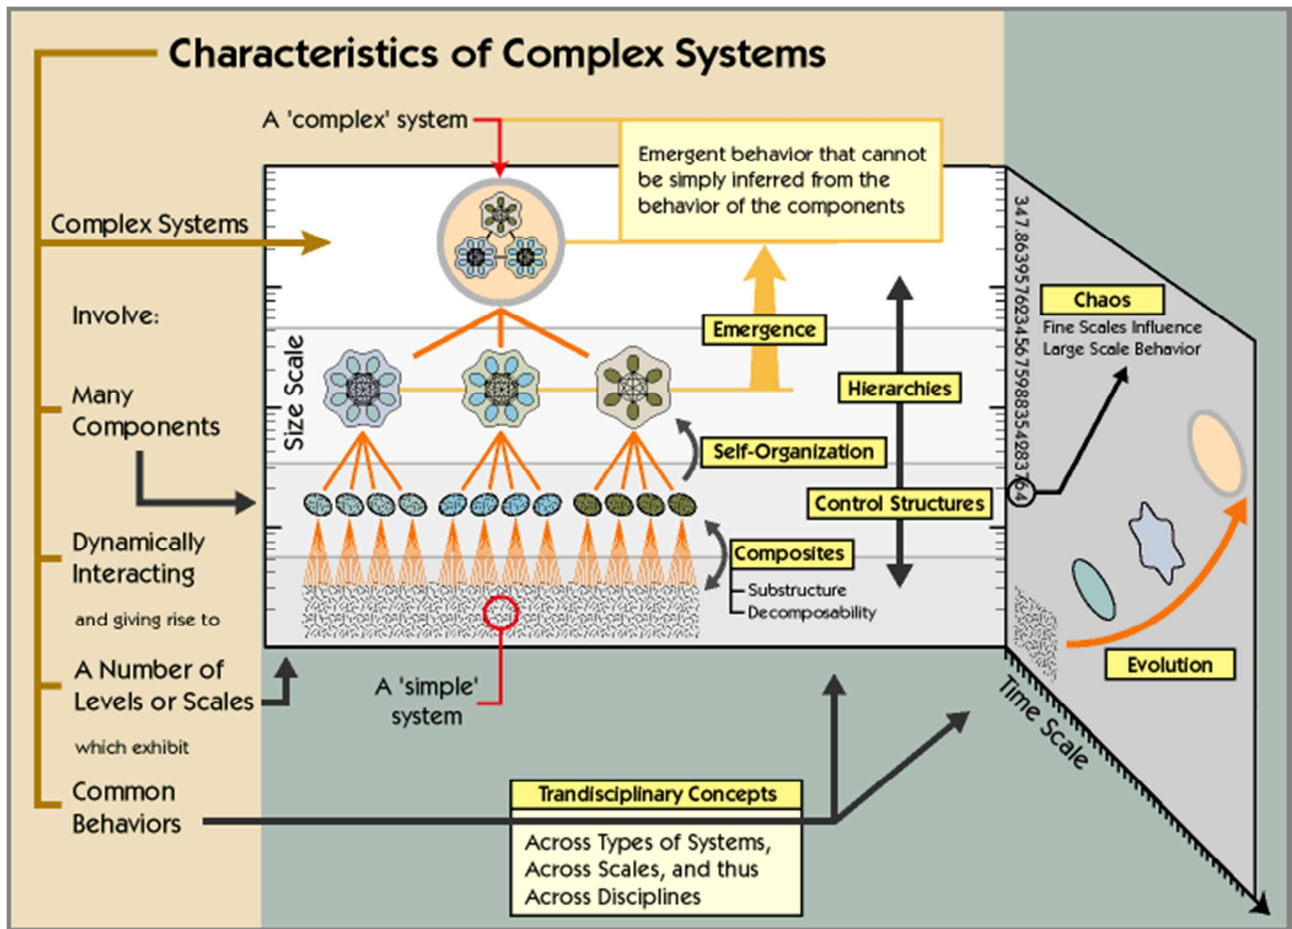 Characteristics of Complex Systems
A 'complex' system
Emergent behavior that cannot
be simply inferred from the
behavior of the components
Complex Systems
Involve:
Many
Components
Dynamically
Interacting
and giving rise to
A Number of
Levels or Scales
which exhibit
Common
Behaviors
Size Scale
Emergence
Hierarchies
Self-Organization
Control Structures
Composites
Substructure
Decomposability
A 'simple'
system
Chaos
Fine Scales Influence
Large Scale Behavior
Evolution
Time Scale
Trandisciplinary Concepts
Across Types of Systems,
Across Scales, and thus
Across Disciplines